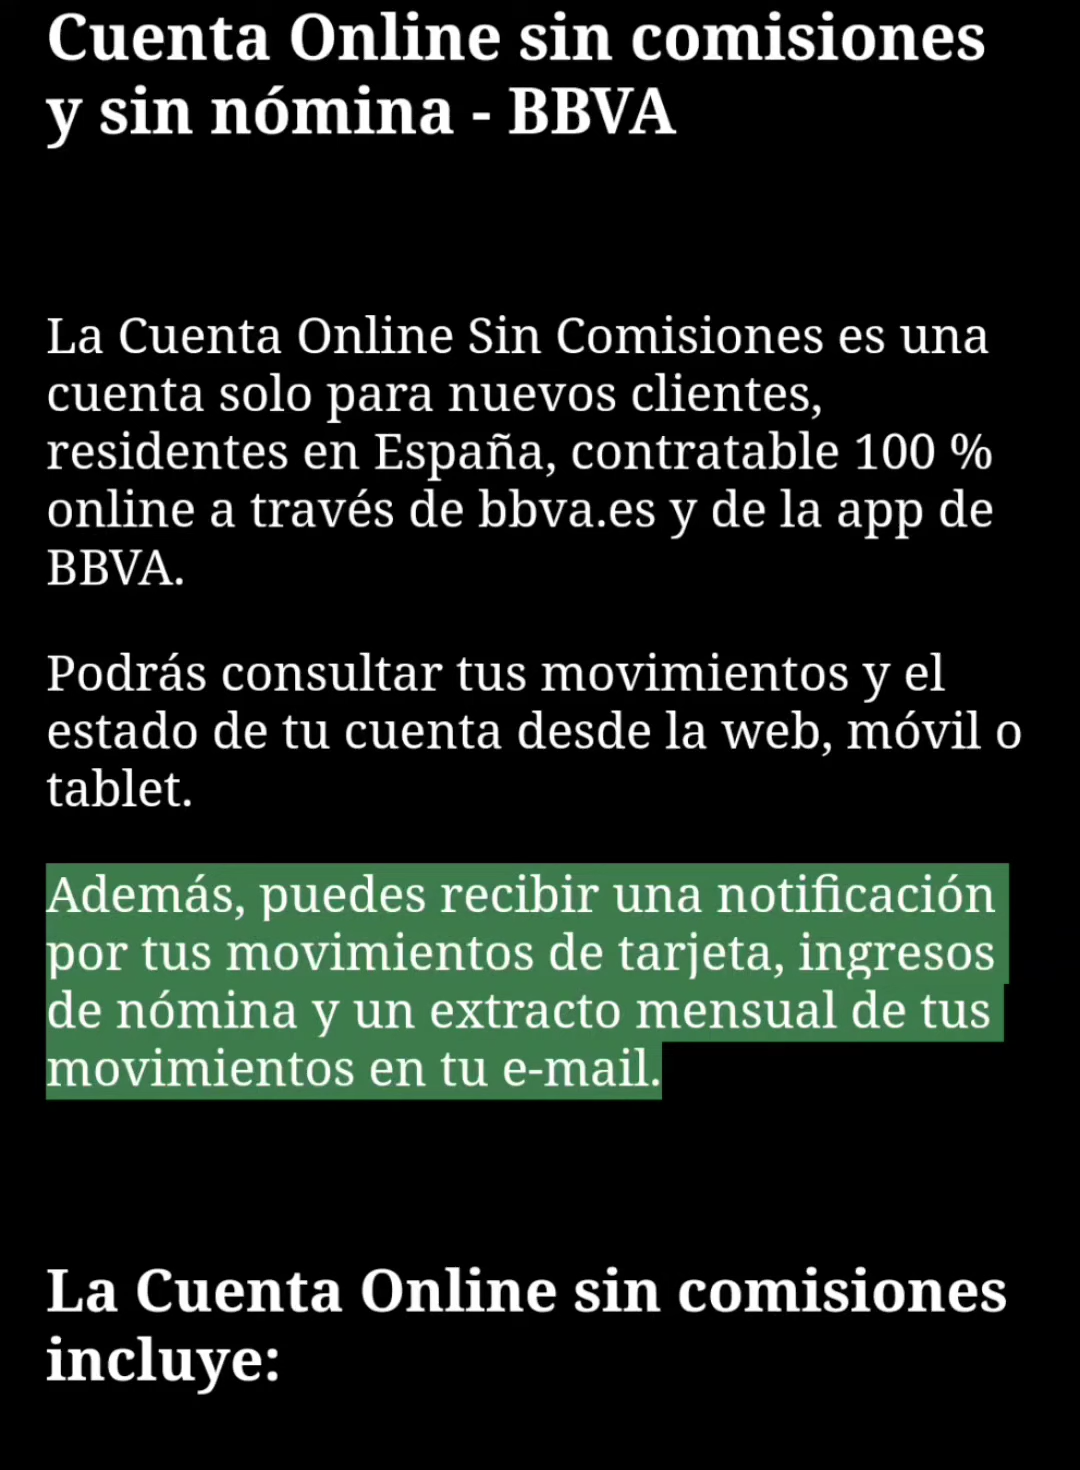 Cuenta Online sin comisiones
y sin nómina - BBVA
La Cuenta Online Sin Comisiones es una
cuenta solo para nuevos clientes,
residentes en España, contratable 100 %
online a través de bbva.es y de la app de
BBVA.
Podrás consultar tus movimientos y el
estado de tu cuenta desde la web, móvil o
tablet.
Además, puedes recibir una notificación
por tus movimientos de tarjeta, ingresos
de nómina y un extracto mensual de tus
movimientos en tu e-mail.
La Cuenta Online sin comisiones
incluye: